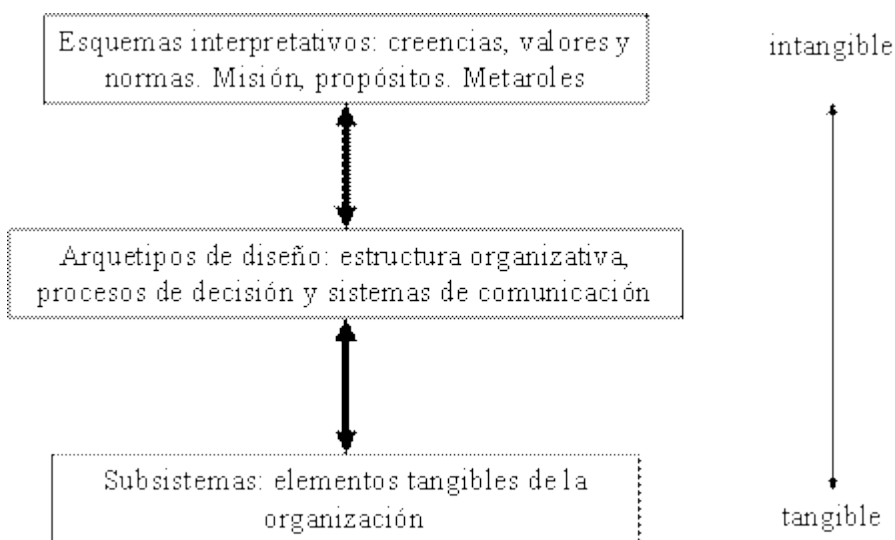 Esquemas interpretativos: creencias, valores y
normas. Misión, propósitos. Metaroles
intangible
Arquetipos de diseño: estructura organizativa,
procesos de decisión y sistemas de comunicación
Subsistemas: elementos tangibles de la
organización
tangible